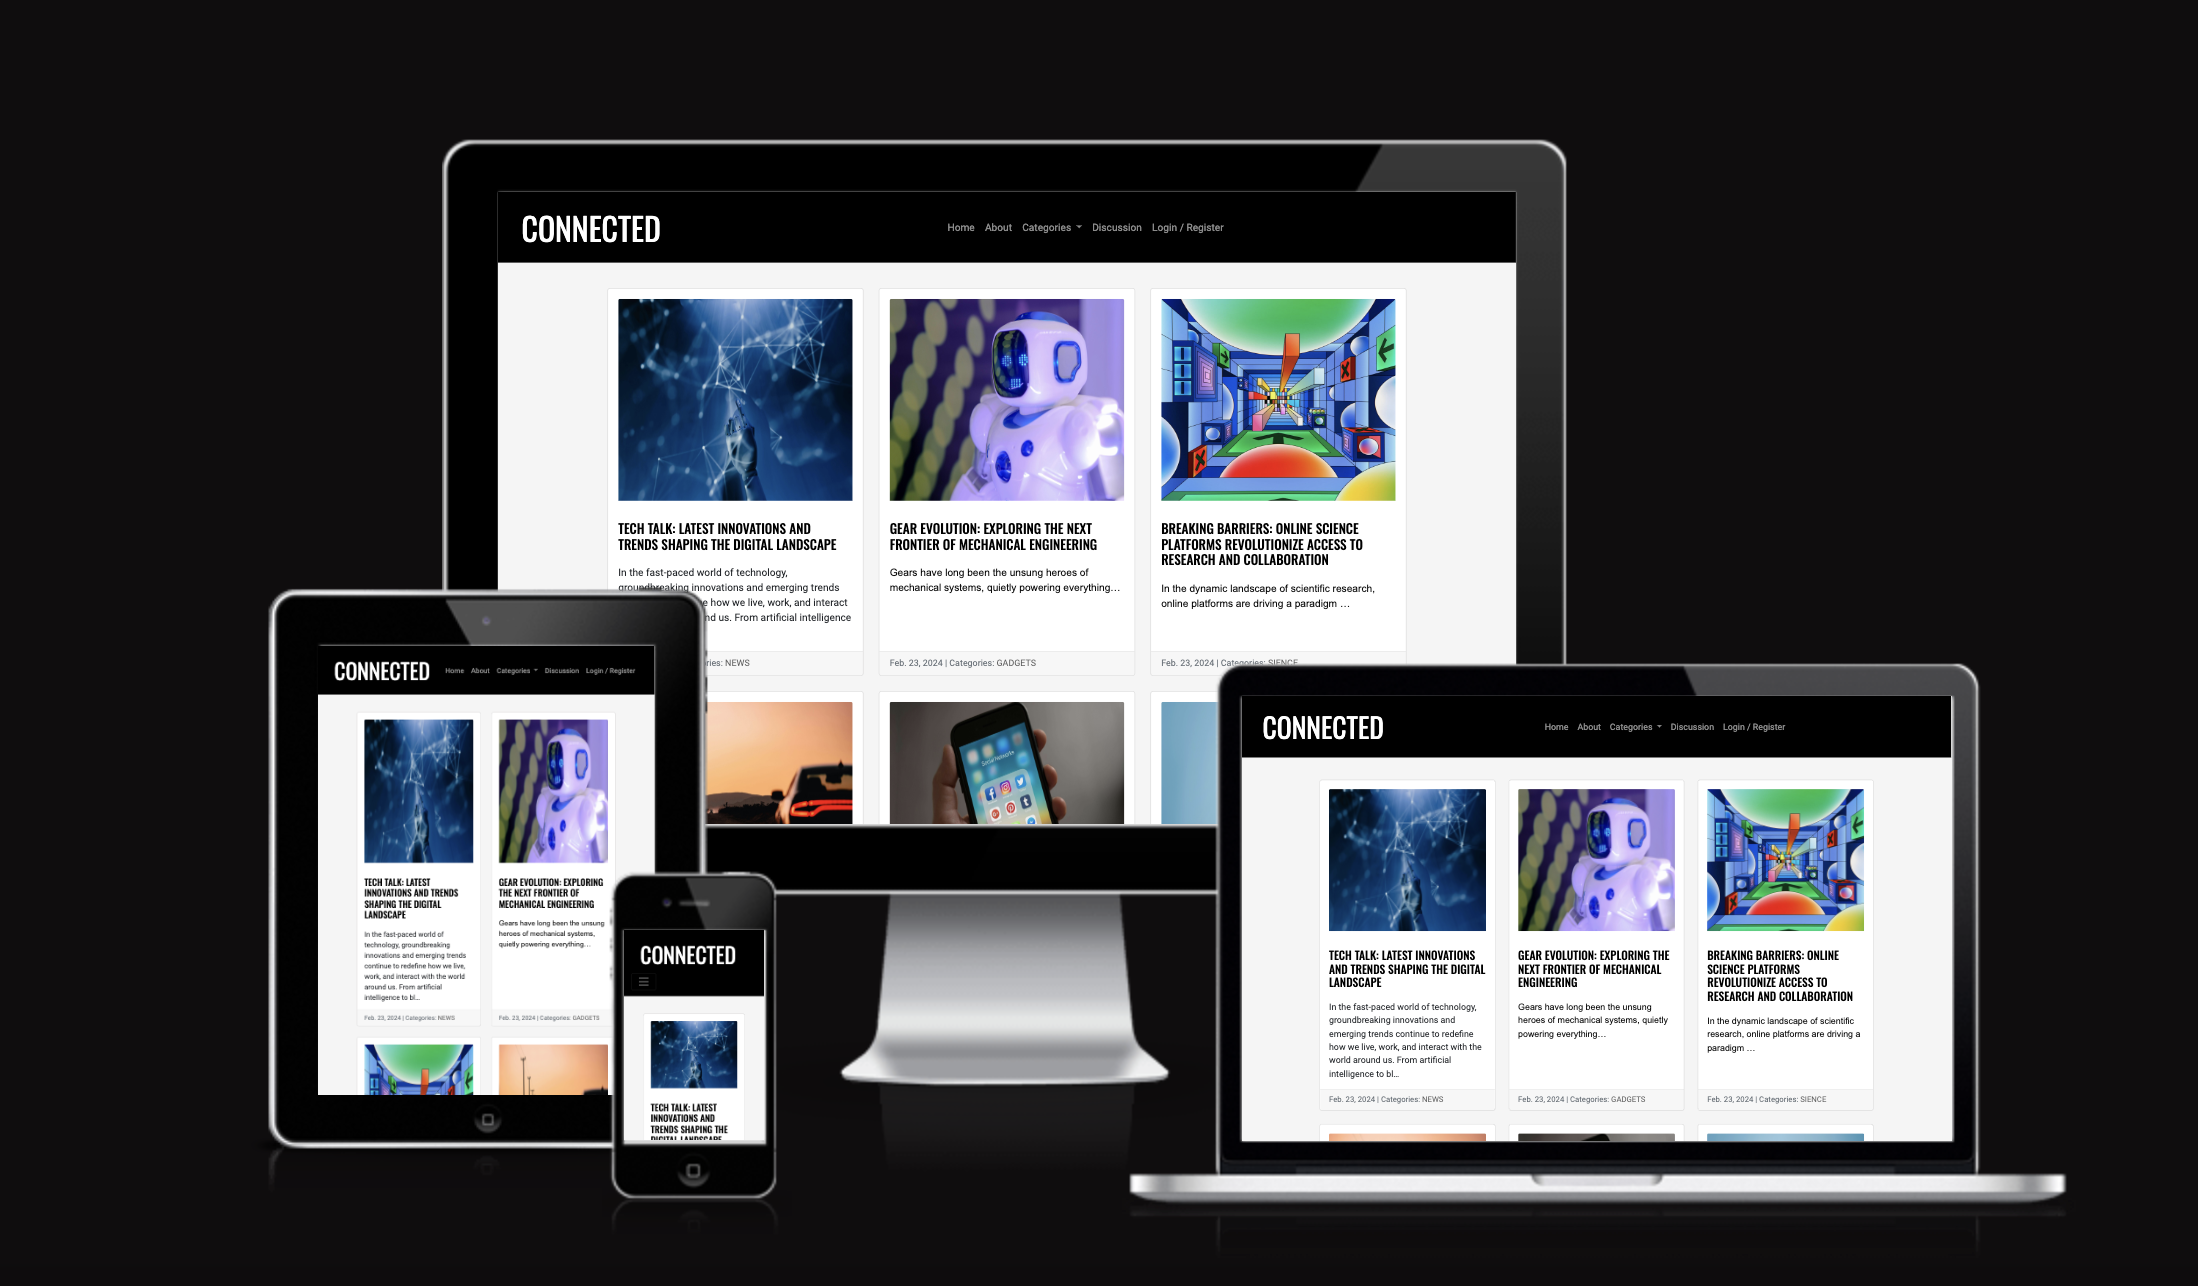 CONNECTED
Home About Categories Discussion Login / Register
TECH TALK: LATEST INNOVATIONS AND
TRENDS SHAPING THE DIGITAL LANDSCAPE
In the fast-paced world of technology,
groundbreaking innovations and emerging trends
how we live, work, and interact
us. From artificial intelligence
NEWS
GEAR EVOLUTION: EXPLORING THE NEXT
FRONTIER OF MECHANICAL ENGINEERING
Gears have long been the unsung heroes of
mechanical systems, quietly powering everything…
Feb. 23, 2024 | Categories: GADGETS
BREAKING BARRIERS: ONLINE SCIENCE
PLATFORMS REVOLUTIONIZE ACCESS TO
RESEARCH AND COLLABORATION
In the dynamic landscape of scientific research,
online platforms are driving a paradigm …
Feb. 23, 2024 | Categories: SIENCE
CONNECTED
Home About Categories Discussion Login / Register
TECH TALK: LATEST
INNOVATIONS AND TRENDS
SHAPING THE DIGITAL
LANDSCAPE
In the fast-paced world of
technology, groundbreaking
innovations and emerging trends
continue to redefine how we live,
work, and interact with the world
around us. From artificial
intelligence to bl…
Feb. 23, 2024 | Categories: NEWS
GEAR EVOLUTION: EXPLORING
THE NEXT FRONTIER OF
MECHANICAL ENGINEERING
Gears have long been the unsung
heroes of mechanical systems,
quietly powering everything…
Feb. 23, 2024 | Categories: GADGETS
CONNECTED
TECH TALK: LATEST
INNOVATIONS AND
TRENDS SHAPING THE
DIGITAL LANDSCAPE
CONNECTED
Home About Categories Discussion Login / Register
TECH TALK: LATEST INNOVATIONS
AND TRENDS SHAPING THE DIGITAL
LANDSCAPE
In the fast-paced world of technology,
groundbreaking innovations and
emerging trends continue to redefine
how we live, work, and interact with the
world around us. From artificial
intelligence to bl…
Feb. 23, 2024 | Categories: NEWS
GEAR EVOLUTION: EXPLORING THE
NEXT FRONTIER OF MECHANICAL
ENGINEERING
Gears have long been the unsung
heroes of mechanical systems, quietly
powering everything…
Feb. 23, 2024 | Categories: GADGETS
BREAKING BARRIERS: ONLINE
SCIENCE PLATFORMS
REVOLUTIONIZE ACCESS TO
RESEARCH AND COLLABORATION
In the dynamic landscape of scientific
research, online platforms are driving a
paradigm …
Feb. 23, 2024 | Categories: SIENCE